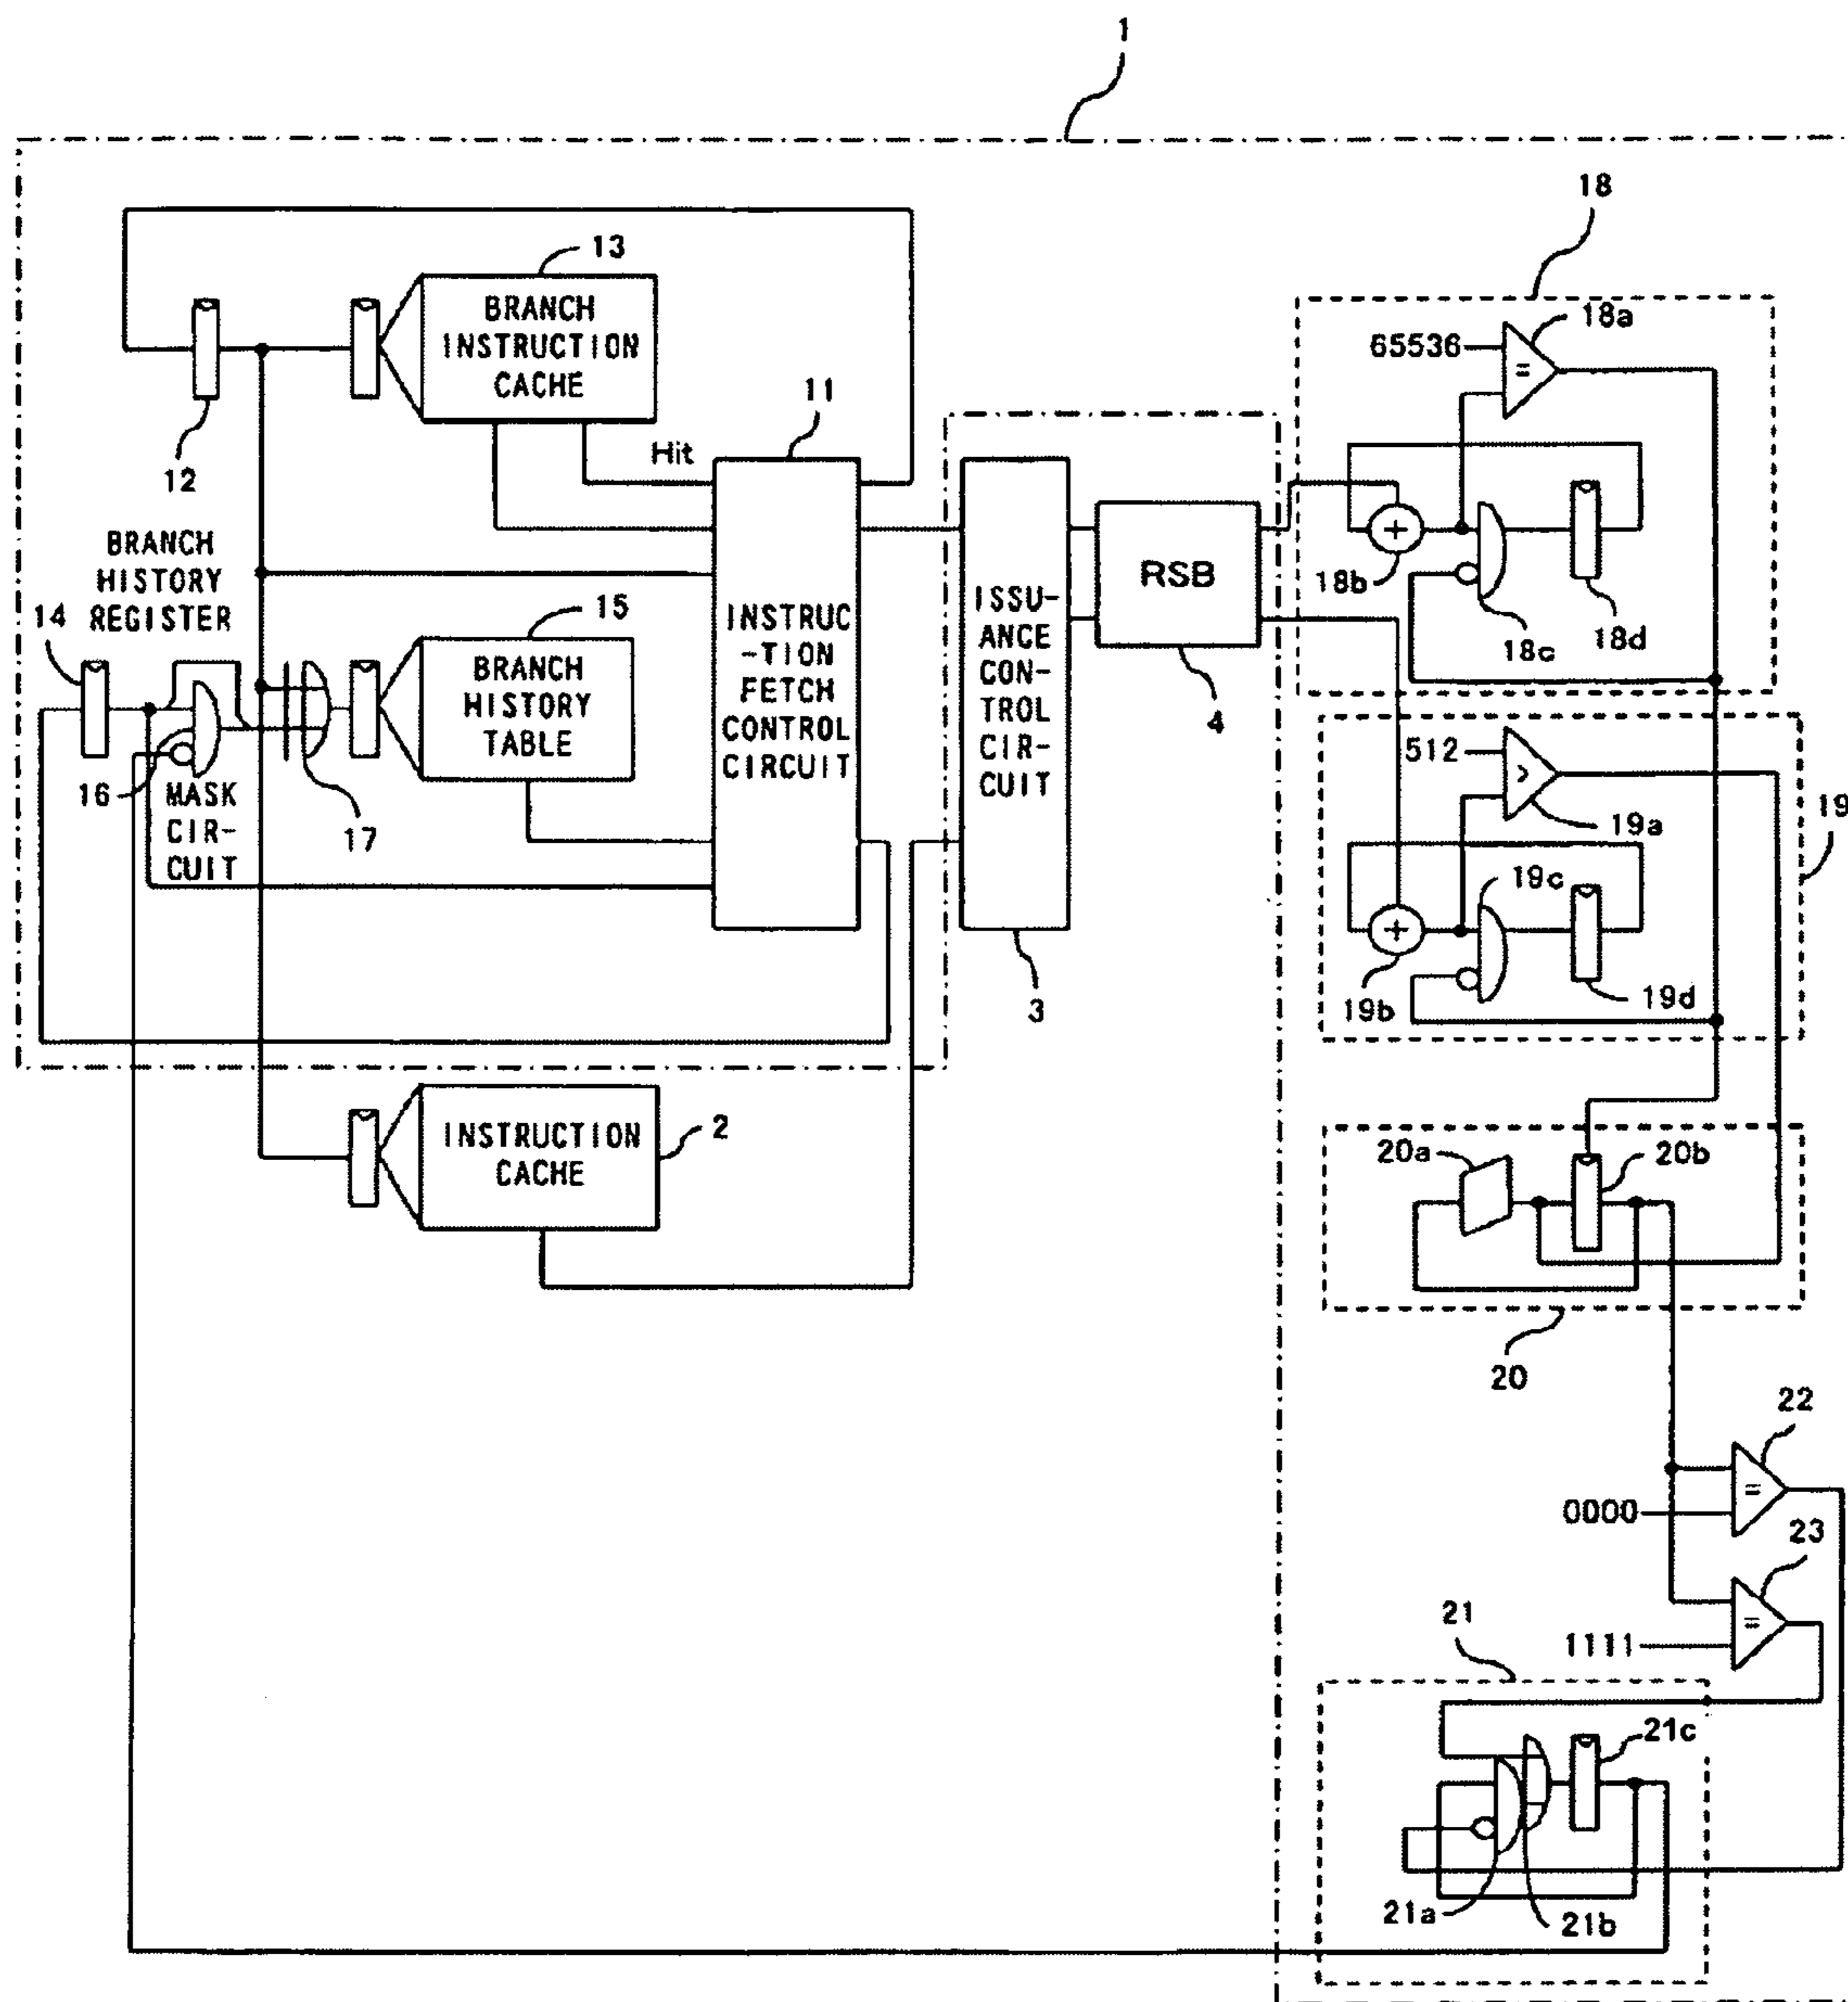 1
18
13
18a
65536
=
BRANCH
INSTRUCTION
CACHE
11
12
Hit
BRANCH
HISTORY
REGISTER
14
15
BRANCH
HISTORY
TABLE
INSTRUC
-TION
FETCH
CONTROL
CIRCUIT
ISSU-
ANCE
CON-
TROL
CIR-
CUIT
RSB
4
+
18b
18c
18d
16
MASK
CIR-
CUIT
17
512
>
19a
19
19c
+
19b
19d
3
INSTRUCTION
CACHE
2
20a
20b
20
22
=
0000
23
=
1111
21
21c
21a
21b